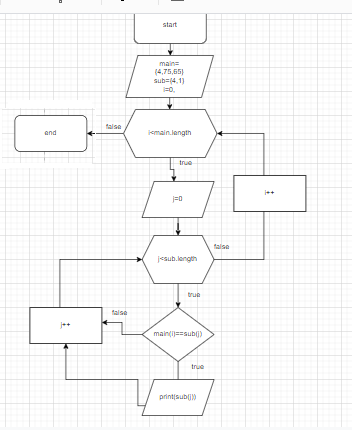 start
main=
{4,75,65}
sub={4,1}
i=0,
i<main.length
false
end
true
j=0
i++
j<sub.length
false
true
main(i)==sub(j)
false
j++
true
print(sub(j))